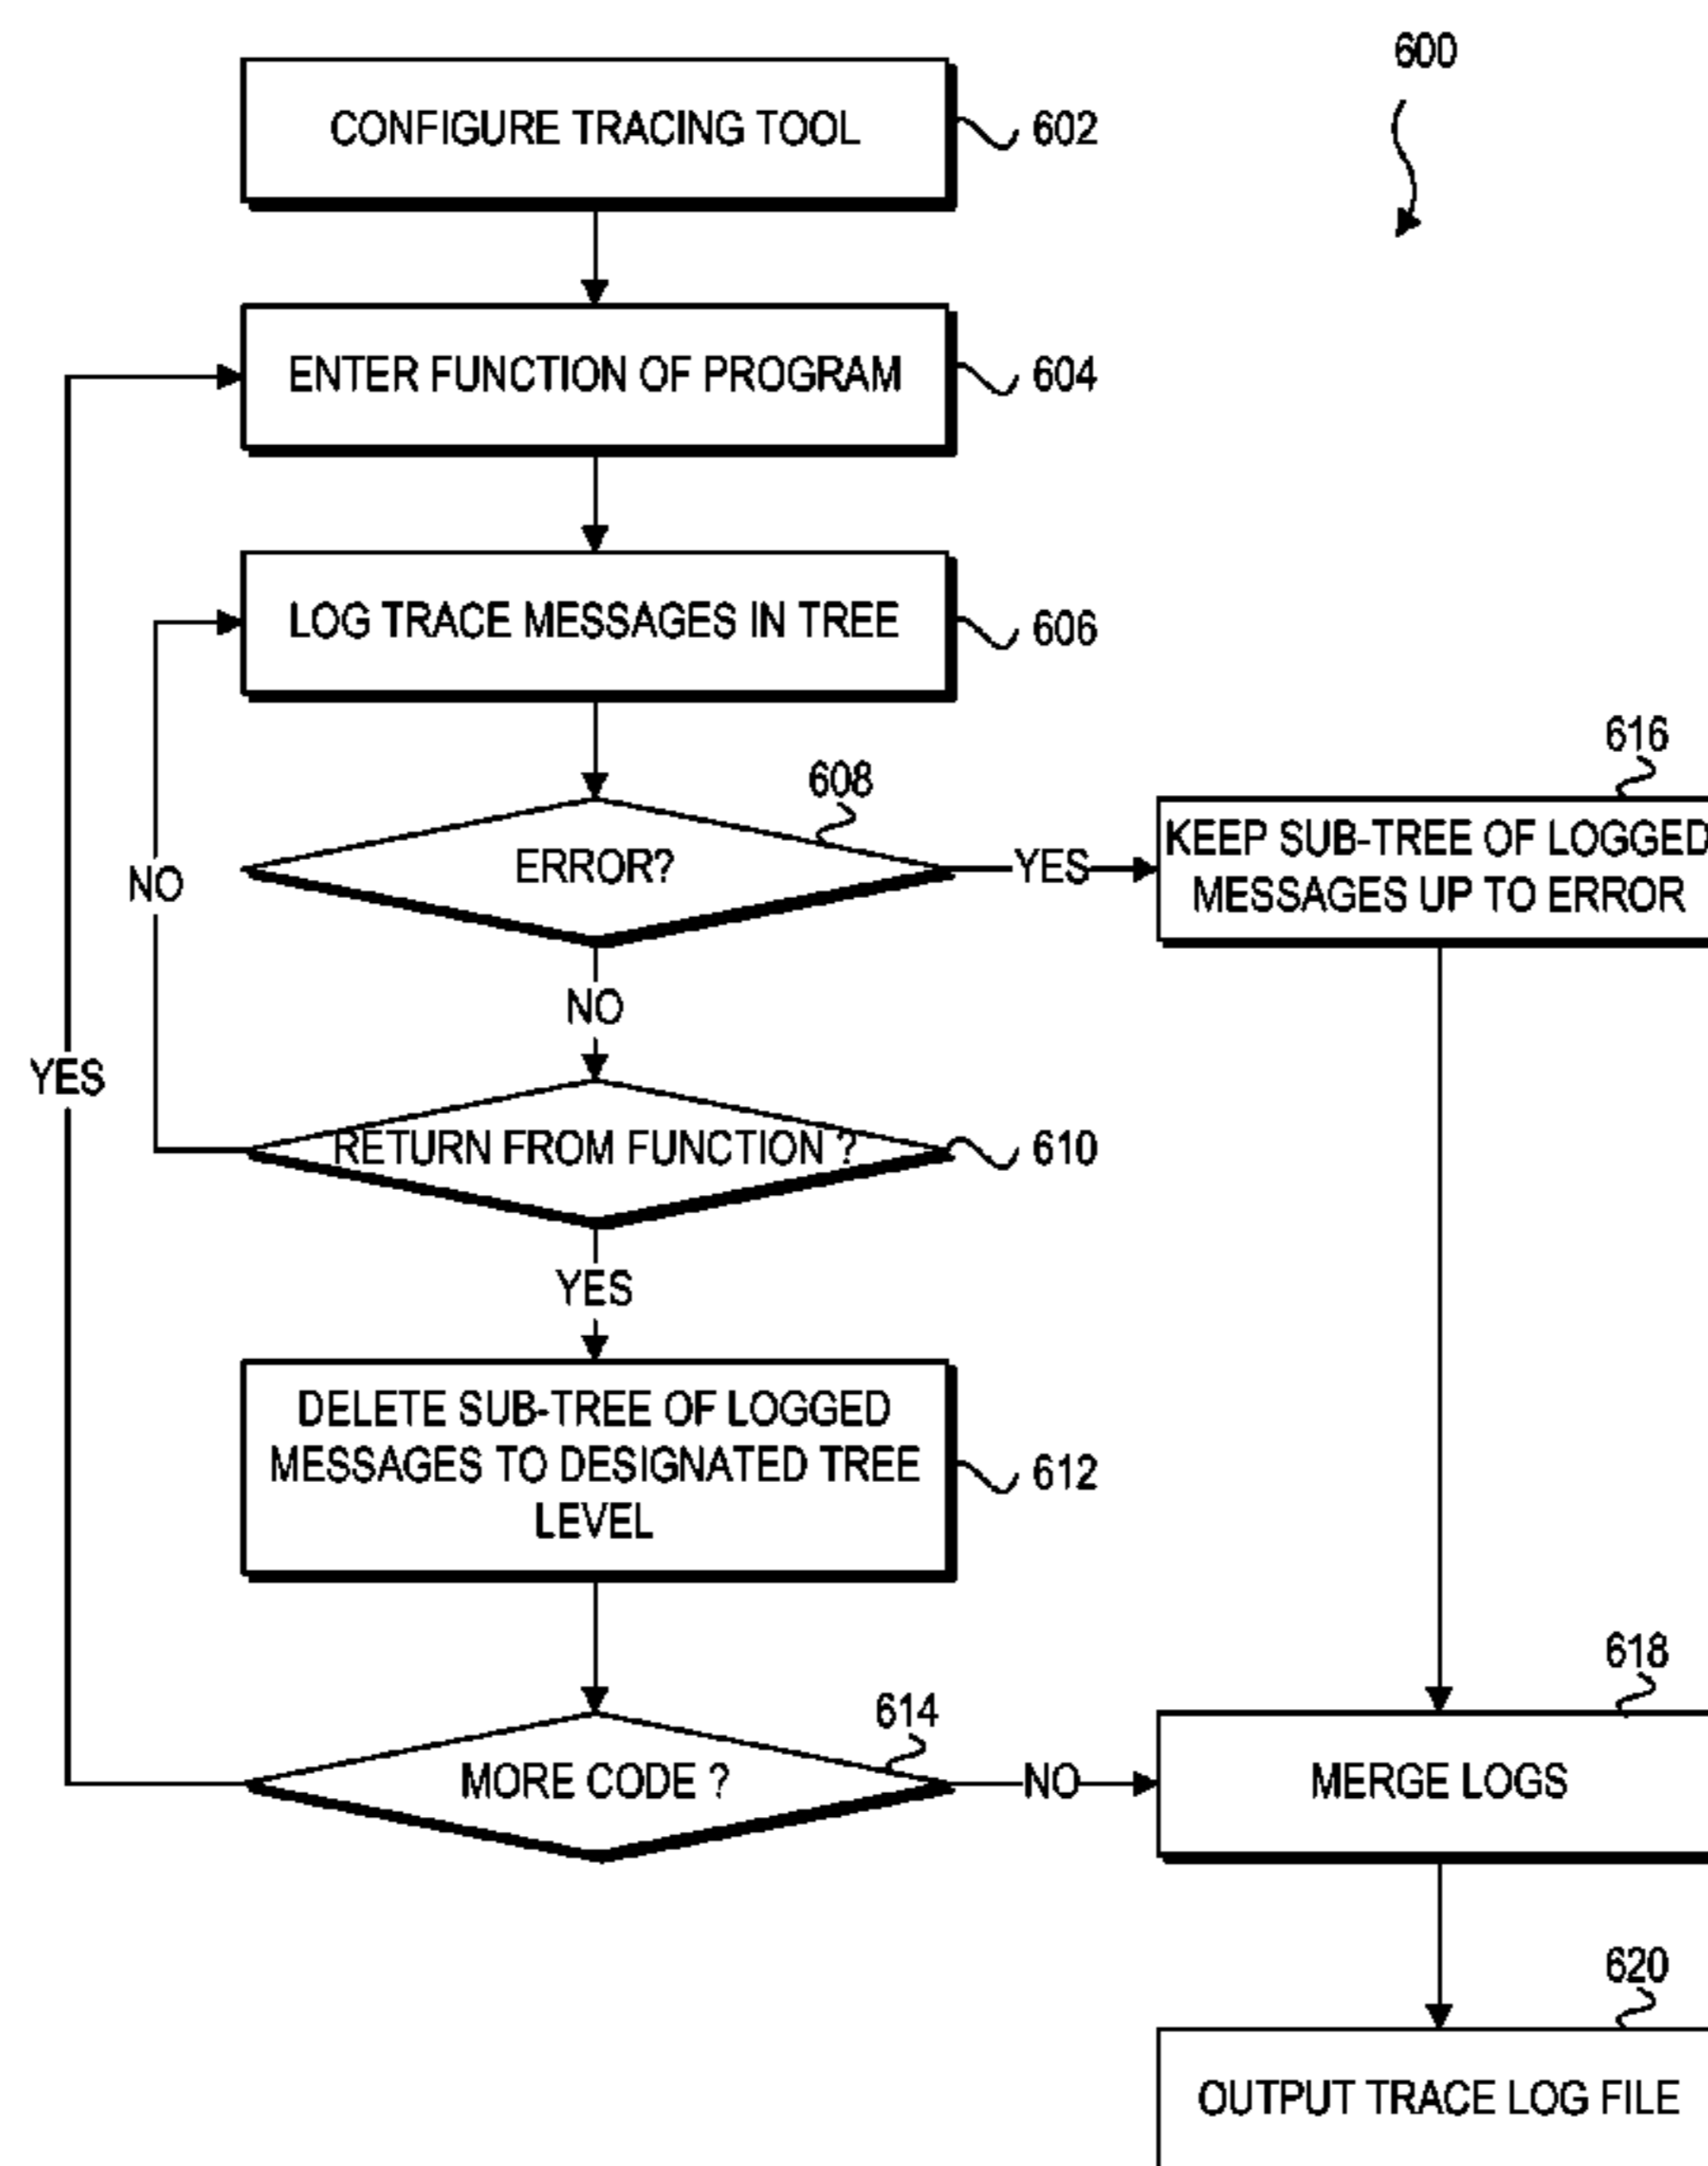 600
CONFIGURE TRACING TOOL
602
ENTER FUNCTION OF PROGRAM
604
LOG TRACE MESSAGES IN TREE
606
608
ERROR?
YES
616
KEEP SUB-TREE OF LOGGED
MESSAGES UP TO ERROR
NO
NO
YES
RETURN FROM FUNCTION ?
610
YES
DELETE SUB-TREE OF LOGGED
MESSAGES TO DESIGNATED TREE
LEVEL
612
614
MORE CODE ?
NO
618
MERGE LOGS
620
OUTPUT TRACE LOG FILE